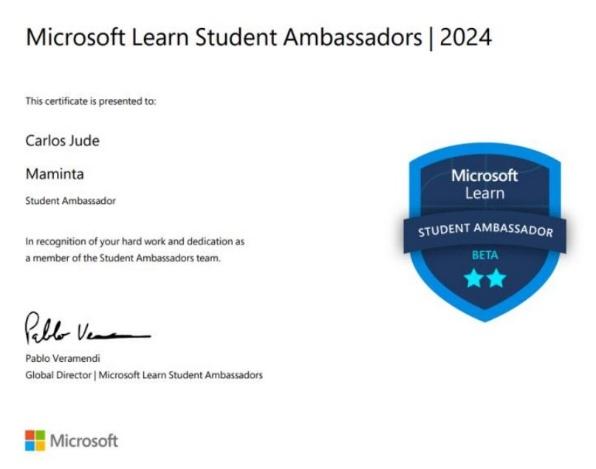 Microsoft Learn Student Ambassadors | 2024
This certificate is presented to:
Carlos Jude
Maminta
Student Ambassador
In recognition of your hard work and dedication as
a member of the Student Ambassadors team.
Microsoft
Learn
STUDENT AMBASSADOR
BETA
Pablo Veramendi
Global Director | Microsoft Learn Student Ambassadors
Microsoft